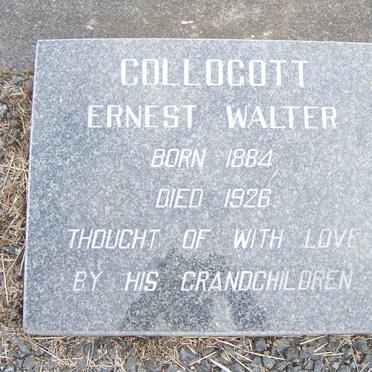 COLLOCOTT
ERNEST WALTER
BORN 1884
DIED 1926
THOUGHT OF WITH LOVE
BY HIS GRANDCHILDREN.